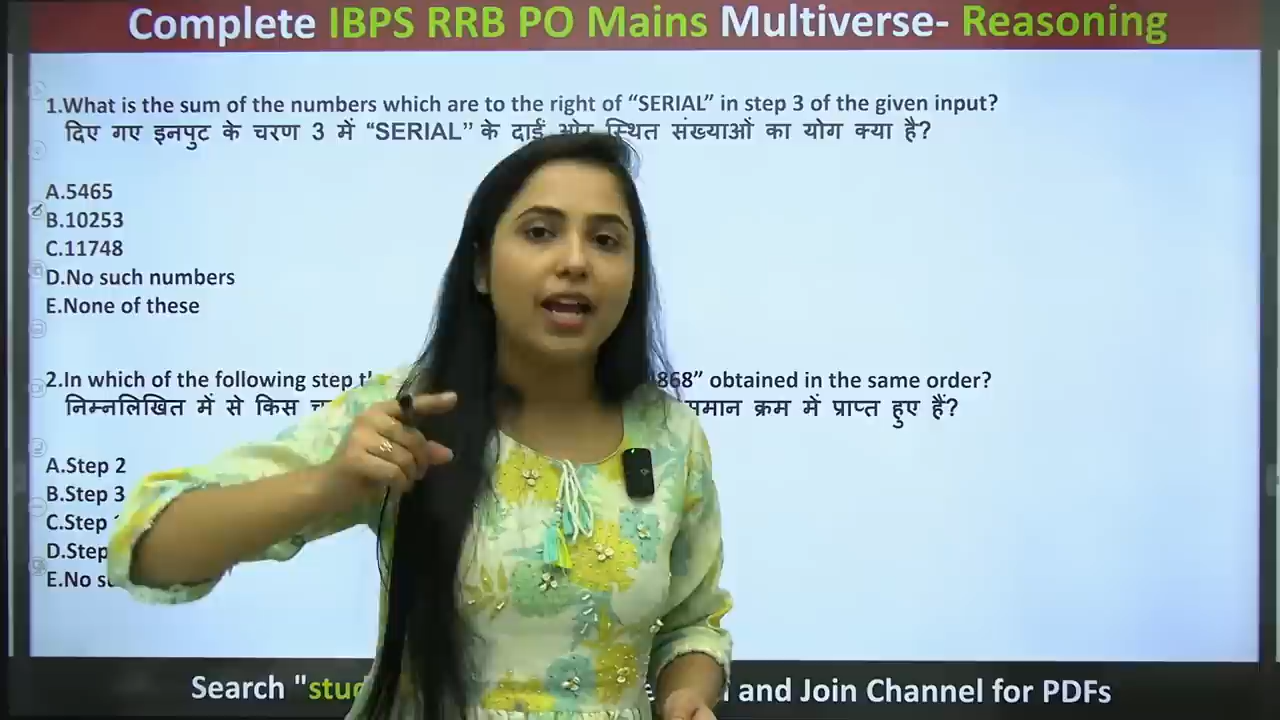 Complete IBPS RRB PO Mains Multiverse- Reasoning
1.What is the sum of the numbers which are to the right of “SERIAL” in step 3 of the given input?
दिए गए इनपुट के चरण 3 में “SERIAL” के दाईं ओर स्थित संख्याओं का योग क्या है?
A.5465
B.10253
C.11748
D.No such numbers
E.None of these
2.In which of the following step 868” obtained in the same order?
निम्नलिखित में से किस समान क्रम में प्राप्त हुए हैं?
A.Step 2
B.Step 3
C.Step
D.Step
E.No
Search " and Join Channel for PDFs